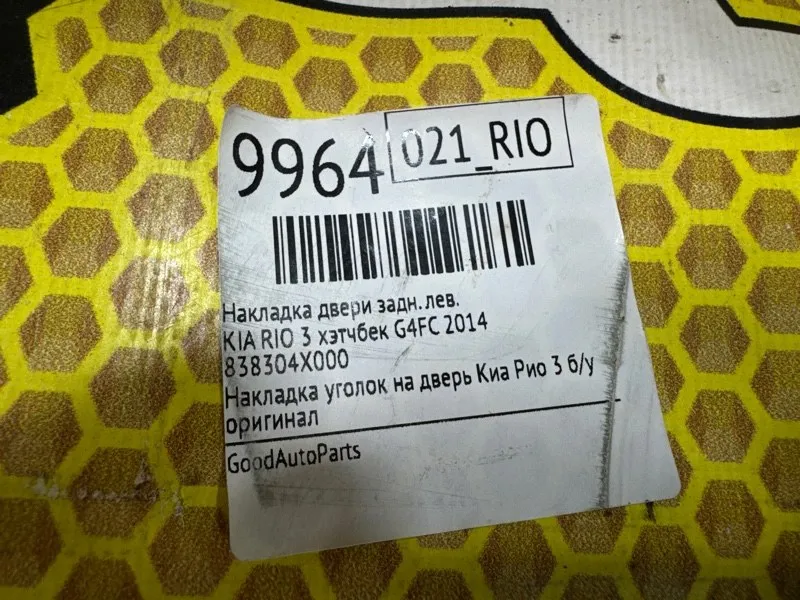 9964 021_RIO
Накладка двери задн.лев.
KIA RIO 3 хэтчбек G4FC 2014
838304X000
Накладка уголок на дверь Киа Рио 3 б/у
оригинал
GoodAutoParts